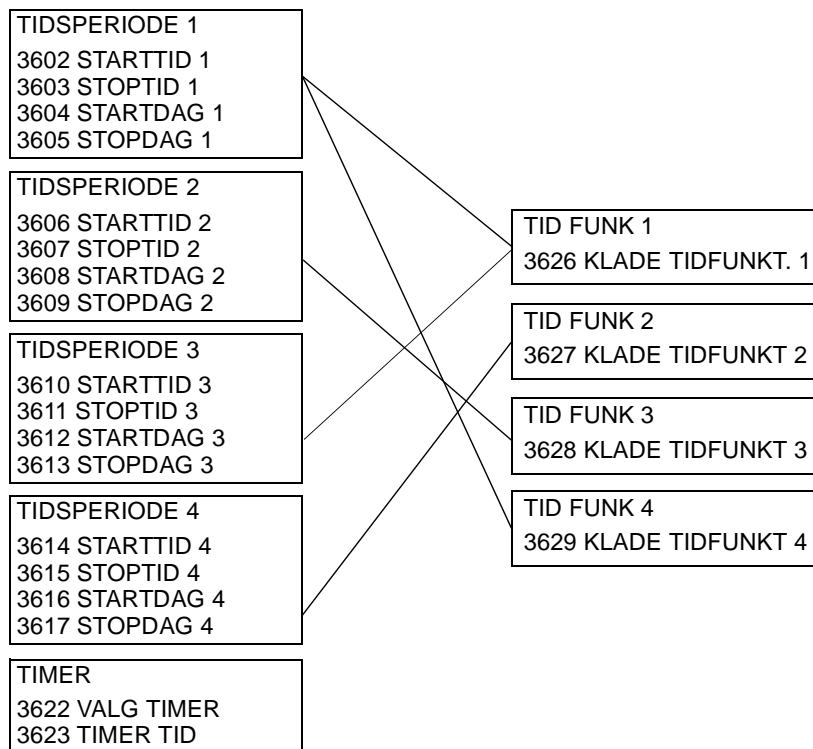 TIDSPERIODE 1
3602 STARTTID 1
3603 STOPTID 1
3604 STARTDAG 1
3605 STOPDAG 1
TIDSPERIODE 2
3606 STARTTID 2
3607 STOPTID 2
3608 STARTDAG 2
3609 STOPDAG 2
TIDSPERIODE 3
3610 STARTTID 3
3611 STOPTID 3
3612 STARTDAG 3
3613 STOPDAG 3
TIDSPERIODE 4
3614 STARTTID 4
3615 STOPTID 4
3616 STARTDAG 4
3617 STOPDAG 4
TIMER
3622 VALG TIMER
3623 TIMER TID
TID FUNK 1
3626 KLADE TIDFUNKT. 1
TID FUNK 2
3627 KLADE TIDFUNKT 2
TID FUNK 3
3628 KLADE TIDFUNKT 3
TID FUNK 4
3629 KLADE TIDFUNKT 4